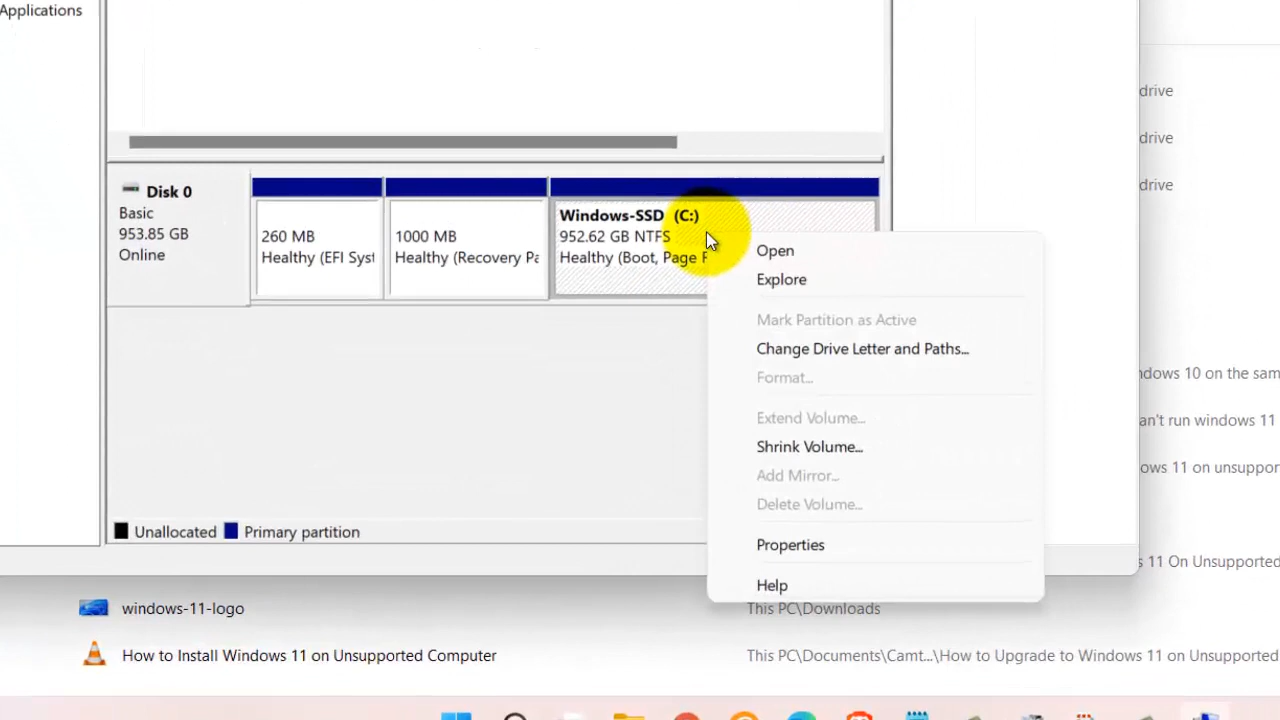 Applications
drive
drive
drive
Disk 0
Basic
953.85 GB
Online
260 MB
Healthy (EFI Syst
1000 MB
Healthy (Recovery Pa
Windows-SSD (C:)
952.62 GB NTFS
Healthy (Boot, Page F
Open
Explore
Mark Partition as Active
Change Drive Letter and Paths...
Format...
Extend Volume...
Shrink Volume...
Add Mirror...
Delete Volume...
Properties
Help
ndows 10 on the sam
an't run windows 11
ows 11 on unsuppor
s 11 On Unsupported
Unallocated Primary partition
windows-11-logo This PC\Downloads
How to Install Windows 11 on Unsupported Computer This PC\Documents\Camt...\How to Upgrade to Windows 11 on Unsupported